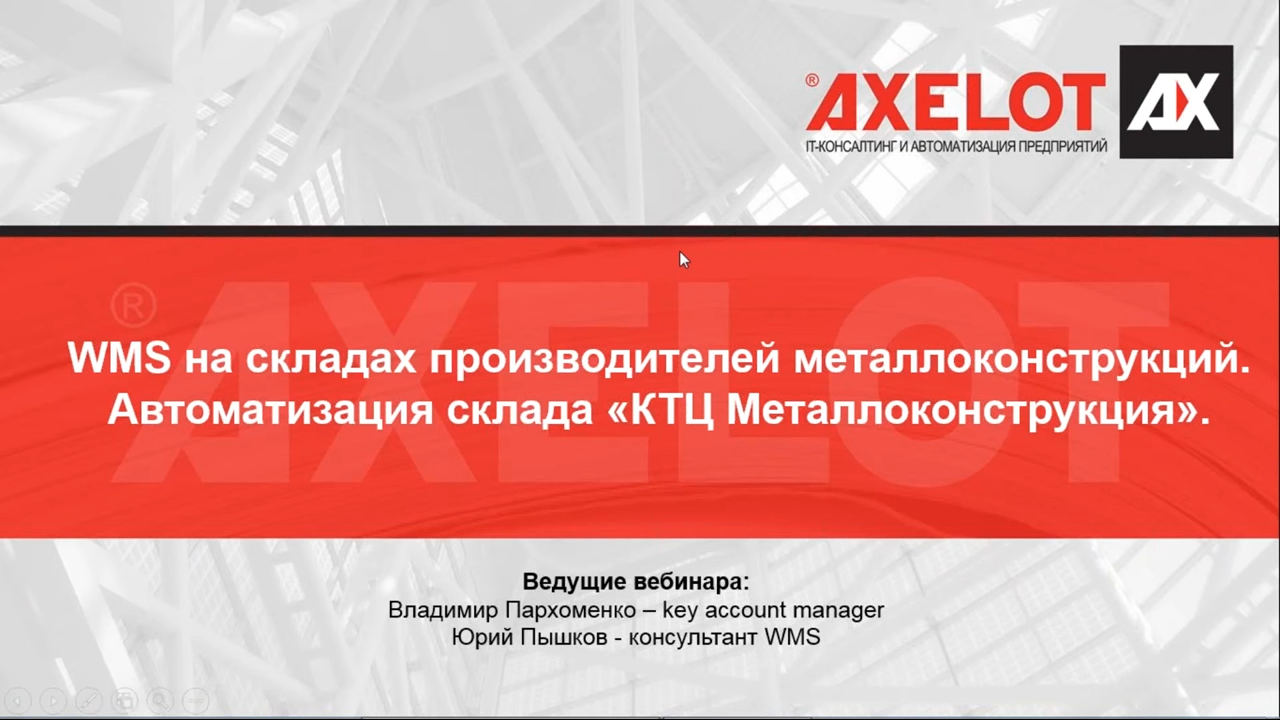 ® AXELOT AX
IT-КОНСАЛТИНГ И АВТОМАТИЗАЦИЯ ПРЕДПРИЯТИЙ
® AXELOT
WMS на складах производителей металлоконструкций.
Автоматизация склада «КТЦ Металлоконструкция».
Ведущие вебинара:
Владимир Пархоменко – key account manager
Юрий Пышков - консультант WMS